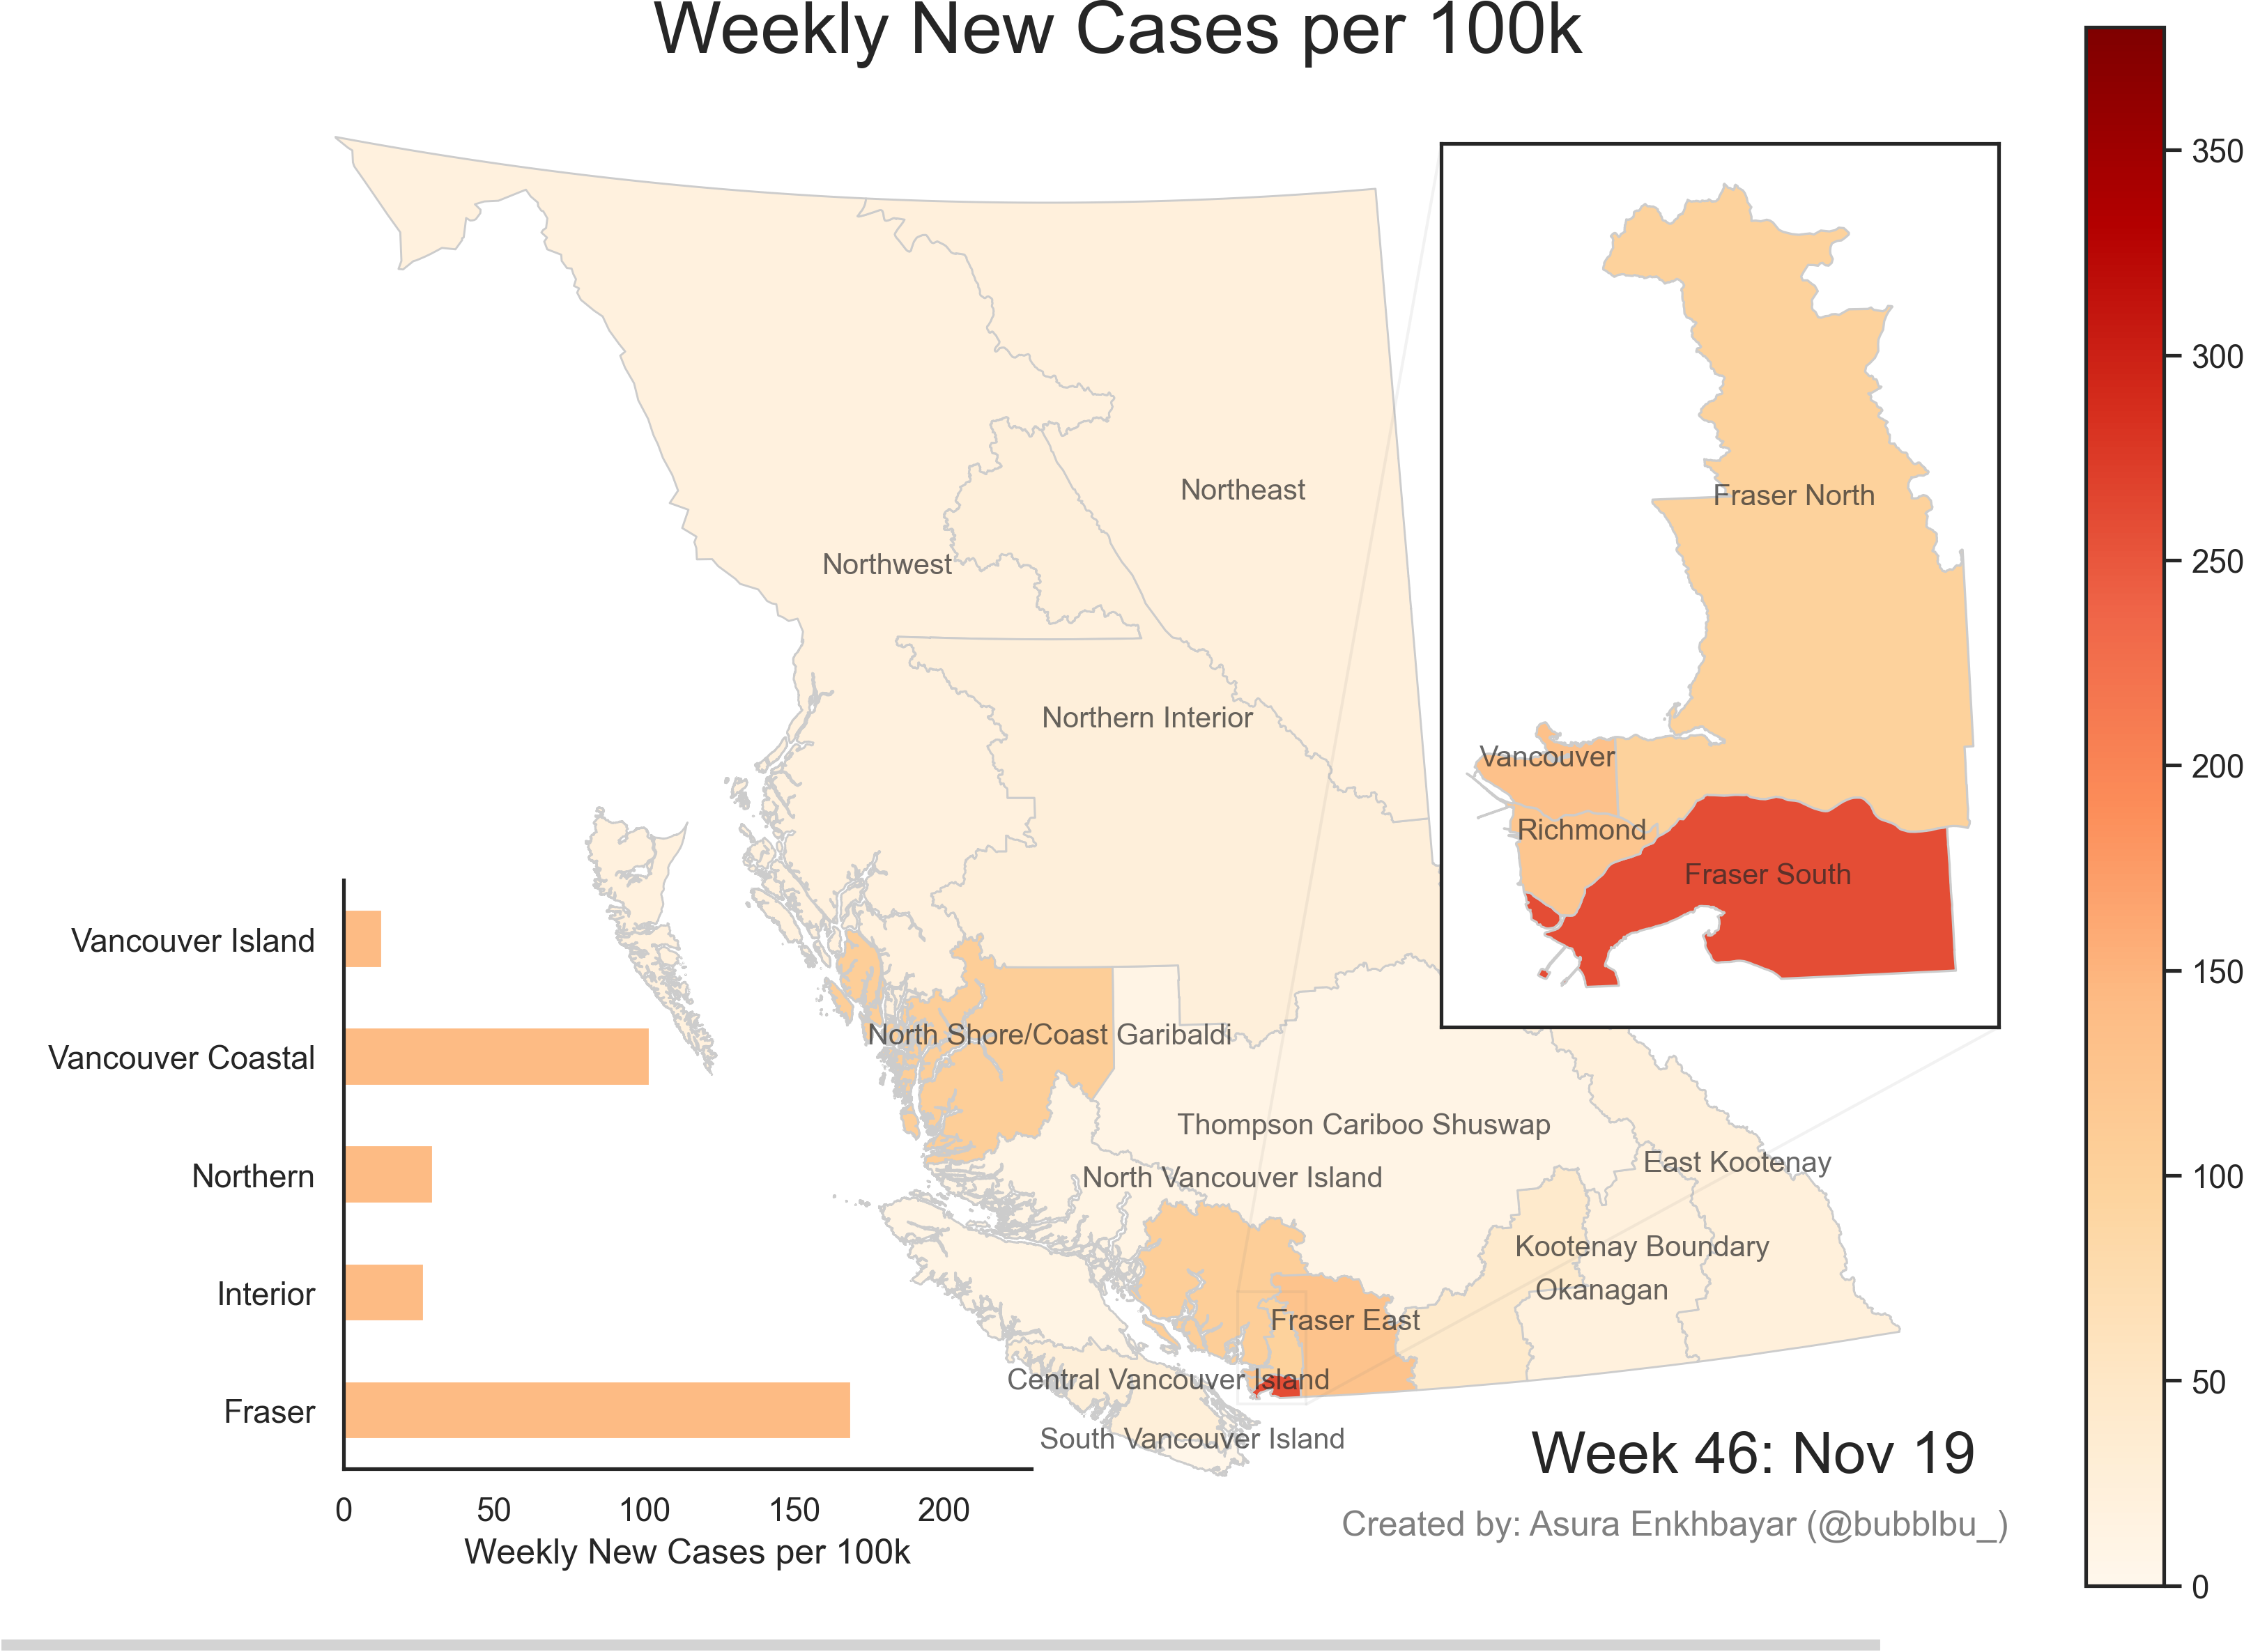 Weekly New Cases per 100k
350
300
250
200
150
100
50
0
Northeast
Northwest
Northern Interior
North Shore/Coast Garibaldi
Thompson Cariboo Shuswap
North Vancouver Island
East Kootenay
Kootenay Boundary
Okanagan
Fraser East
Central Vancouver Island
South Vancouver Island
Fraser North
Vancouver
Richmond
Fraser South
Vancouver Island
Vancouver Coastal
Northern
Interior
Fraser
0 50 100 150 200
Weekly New Cases per 100k
Week 46: Nov 19
Created by: Asura Enkhbayar (@bubblbu_)